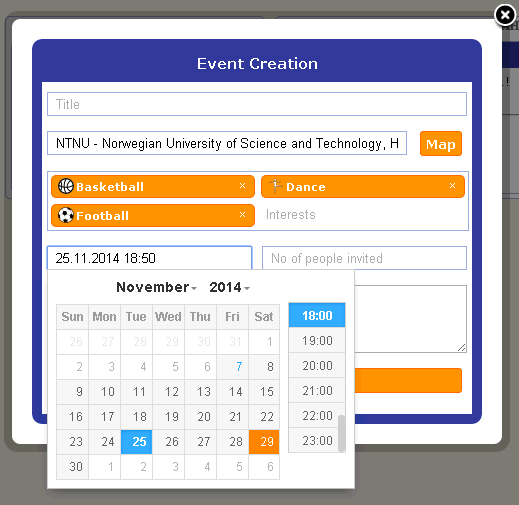 Event Creation
Title
NTNU - Norwegian University of Science and Technology, H
Map
Basketball ×
Dance ×
Football ×
Interests
25.11.2014 18:50
No of people invited
November 2014
Sun Mon Tue Wed Thu Fri Sat
26 27 28 29 30 31 1
2 3 4 5 6 7 8
9 10 11 12 13 14 15
16 17 18 19 20 21 22
23 24 25 26 27 28 29
30 1 2 3 4 5 6
18:00
19:00
20:00
21:00
22:00
23:00